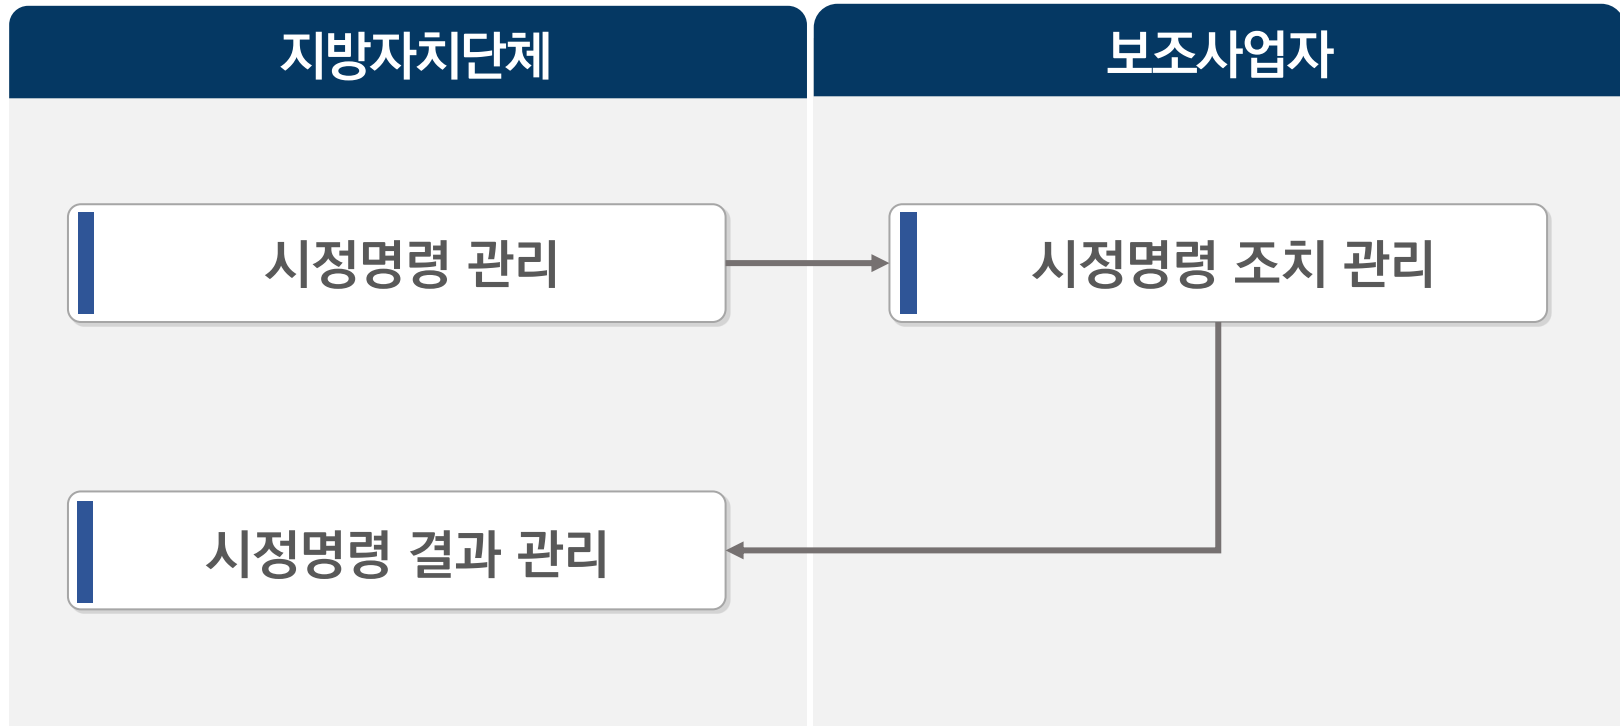 지방자치단체
보조사업자
시정명령 관리
시정명령 조치 관리
시정명령 결과 관리